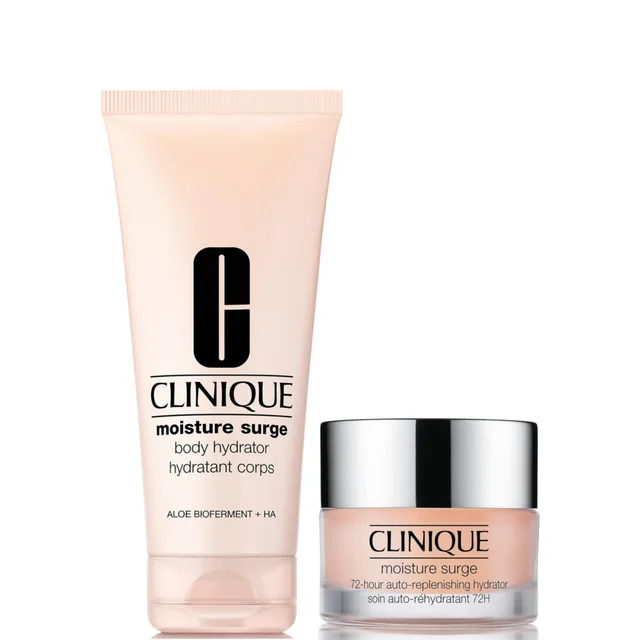 C
CLINIQUE
moisture surge
body hydrator
hydratant corps
ALOE BIOFERMENT + HA
CLINIQUE
moisture surge
72-hour auto-replenishing hydrator
soin auto-réhydratant 72H